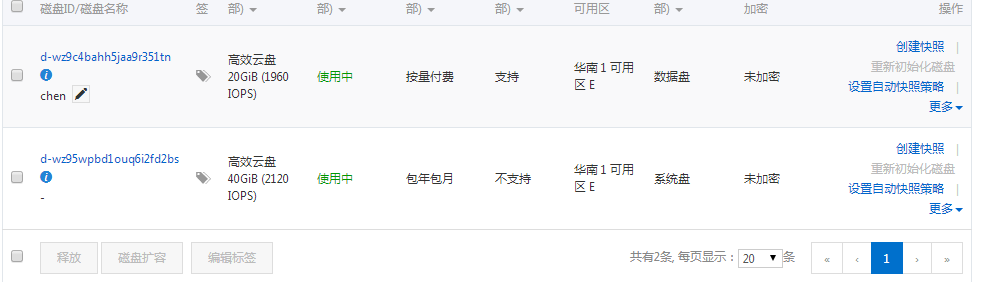 磁盘ID/磁盘名称 签 部) 部) 部) 部) 可用区 部) 加密 操作
d-wz9c4bahh5jaa9r351tn
chen
高效云盘
20GiB (1960
IOPS)
使用中
按量付费
支持
华南 1 可用
区 E
数据盘
未加密
创建快照 |
重新初始化磁盘
设置自动快照策略 |
更多
d-wz95wpbd1ouq6i2fd2bs
-
高效云盘
40GiB (2120
IOPS)
使用中
包年包月
不支持
华南 1 可用
区 E
系统盘
未加密
创建快照 |
重新初始化磁盘
设置自动快照策略 |
更多
释放 磁盘扩容 编辑标签 共有2条, 每页显示：20 条 « ‹ 1 › »